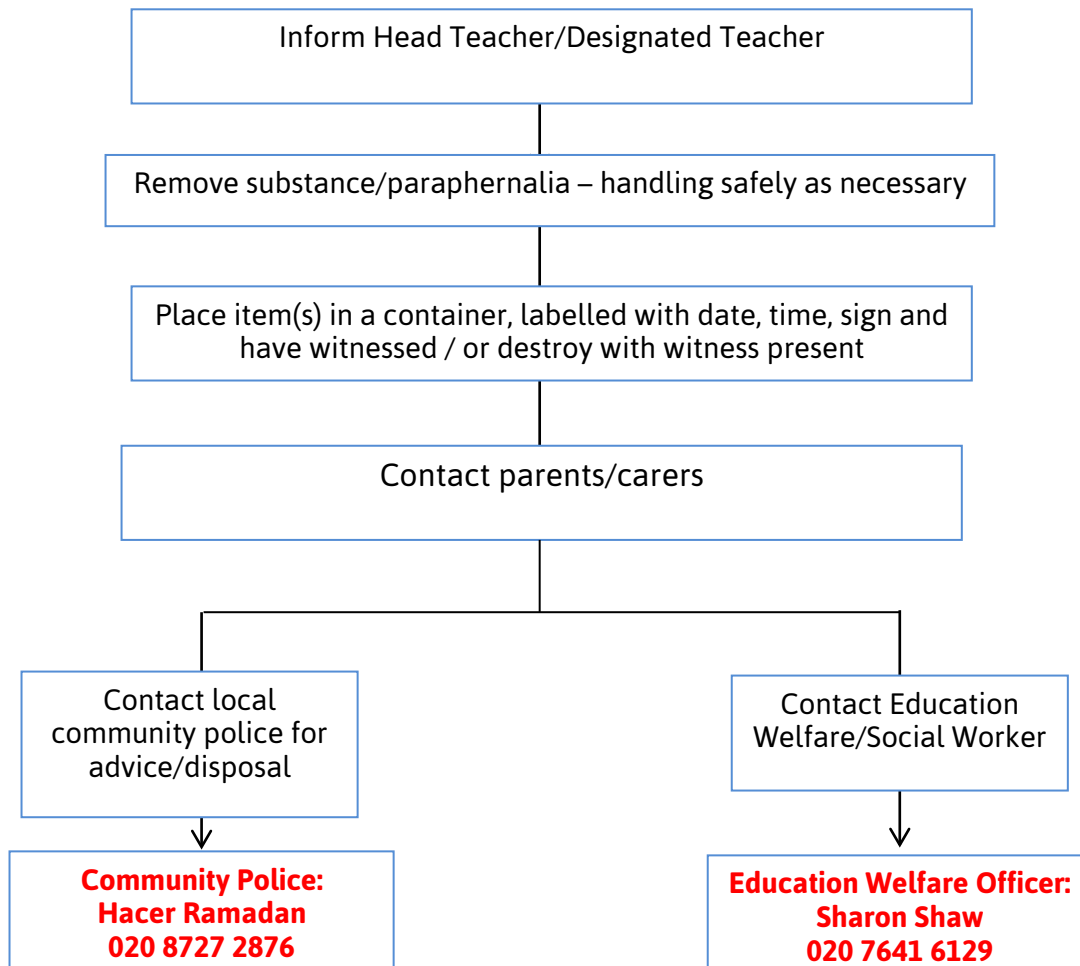 Inform Head Teacher/Designated Teacher
Remove substance/paraphernalia – handling safely as necessary
Place item(s) in a container, labelled with date, time, sign and
have witnessed / or destroy with witness present
Contact parents/carers
Contact local
community police for
advice/disposal
Contact Education
Welfare/Social Worker
Community Police:
Hacer Ramadan
020 8727 2876
Education Welfare Officer:
Sharon Shaw
020 7641 6129